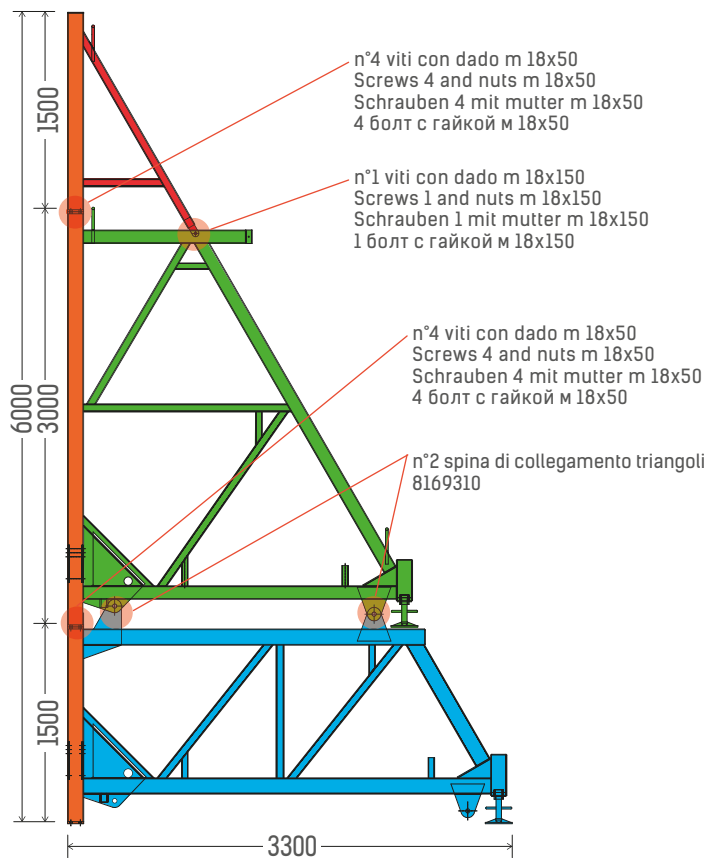 n°4 viti con dado m 18x50
Screws 4 and nuts m 18x50
Schrauben 4 mit mutter m 18x50
4 болт с гайкой м 18x50
n°1 viti con dado m 18x150
Screws 1 and nuts m 18x150
Schrauben 1 mit mutter m 18x150
1 болт с гайкой м 18x150
n°4 viti con dado m 18x50
Screws 4 and nuts m 18x50
Schrauben 4 mit mutter m 18x50
4 болт с гайкой м 18x50
n°2 spina di collegamento triangoli
8169310
1500
6000
3000
1500
3300